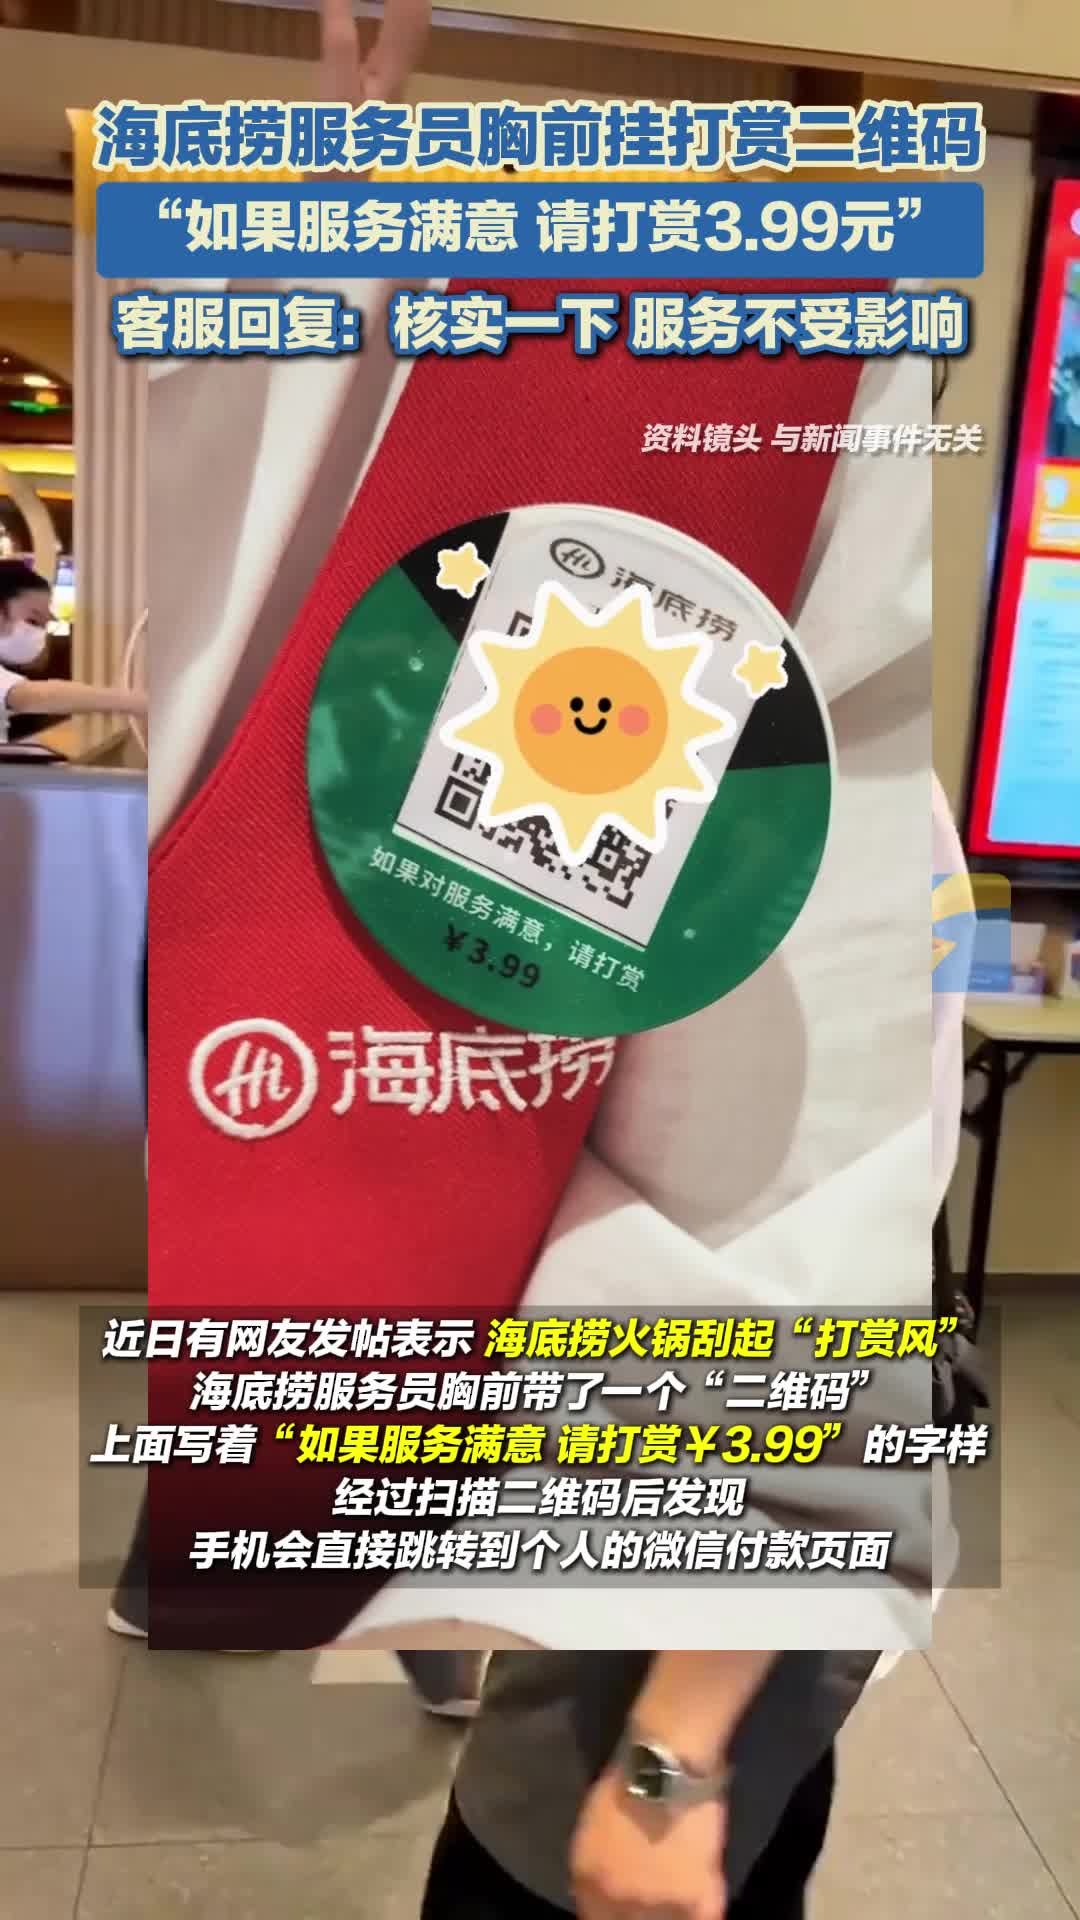 海底捞服务员胸前挂打赏二维码
“如果服务满意 请打赏3.99元”
客服回复：核实一下 服务不受影响
资料镜头 与新闻事件无关
Hi 海底捞
如果对服务满意，请打赏
¥3.99
Hi 海底捞
近日有网友发帖表示 海底捞火锅刮起“打赏风”
海底捞服务员胸前带了一个“二维码”
上面写着“如果服务满意 请打赏￥3.99”的字样
经过扫描二维码后发现
手机会直接跳转到个人的微信付款页面